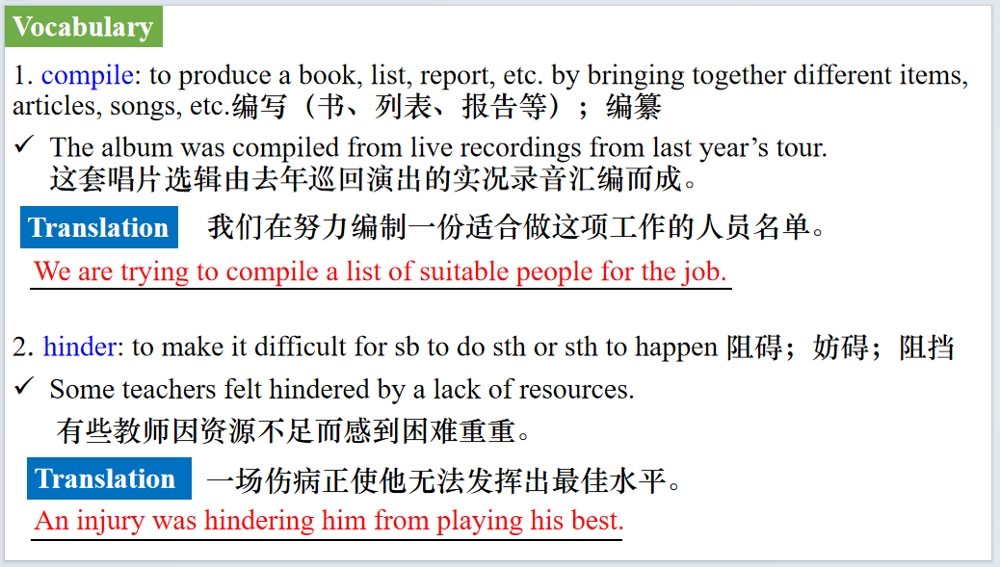 Vocabulary
1. compile: to produce a book, list, report, etc. by bringing together different items,
articles, songs, etc.编写（书、列表、报告等）；编纂
✓ The album was compiled from live recordings from last year’s tour.
这套唱片选辑由去年巡回演出的实况录音汇编而成。
Translation 我们在努力编制一份适合做这项工作的人员名单。
We are trying to compile a list of suitable people for the job.
2. hinder: to make it difficult for sb to do sth or sth to happen 阻碍；妨碍；阻挡
✓ Some teachers felt hindered by a lack of resources.
有些教师因资源不足而感到困难重重。
Translation 一场伤病正使他无法发挥出最佳水平。
An injury was hindering him from playing his best.